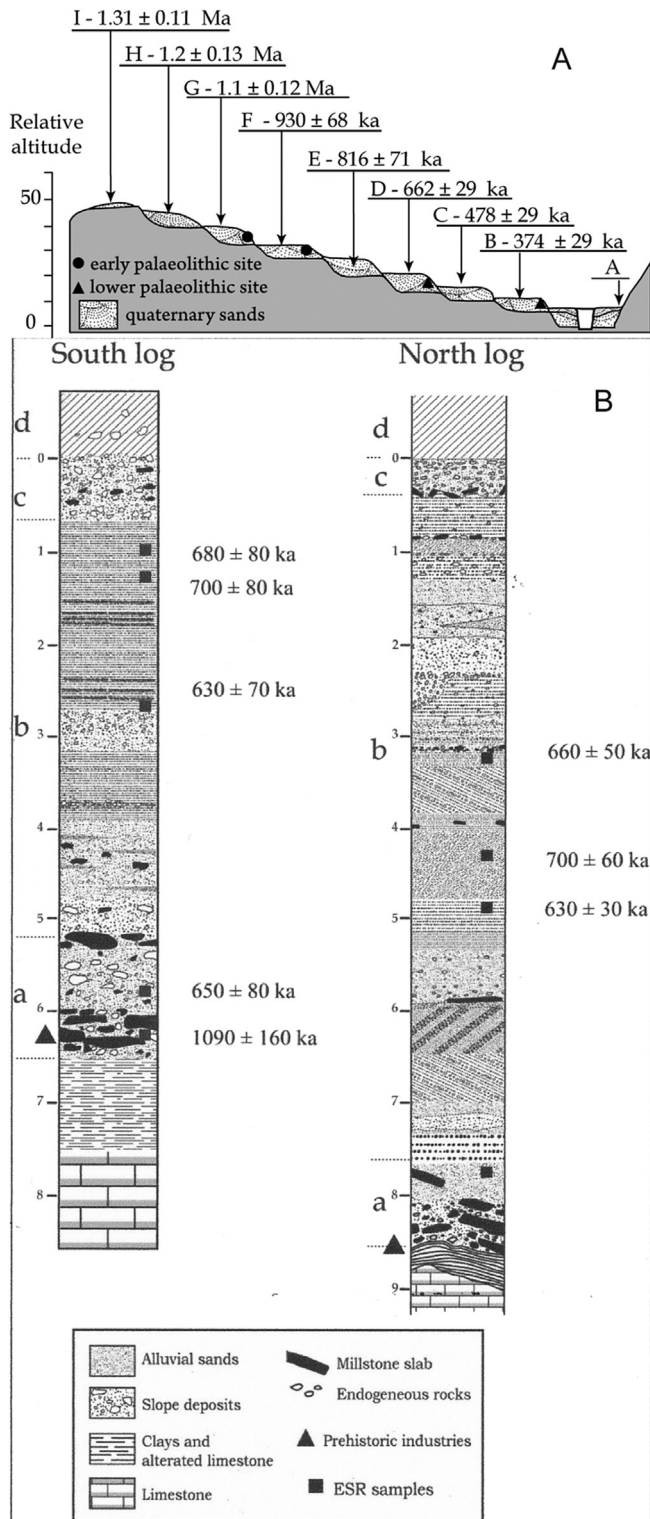 I - 1.31 ± 0.11 Ma
A
H - 1.2 ± 0.13 Ma
G - 1.1 ± 0.12 Ma
Relative
altitude
F - 930 ± 68 ka
E - 816 ± 71 ka
D - 662 ± 29 ka
C - 478 ± 29 ka
B - 374 ± 29 ka
A
50
● early palaeolithic site
▲ lower palaeolithic site
quaternary sands
0
South log
North log
B
d
0
c
1
680 ± 80 ka
700 ± 80 ka
2
630 ± 70 ka
b
3
4
5
a
650 ± 80 ka
6
1090 ± 160 ka
7
8
d
0
c
1
2
3
b
660 ± 50 ka
4
700 ± 60 ka
5
630 ± 30 ka
6
7
8
a
9
Alluvial sands
Slope deposits
Clays and
alterated limestone
Limestone
Millstone slab
Endogeneous rocks
Prehistoric industries
ESR samples